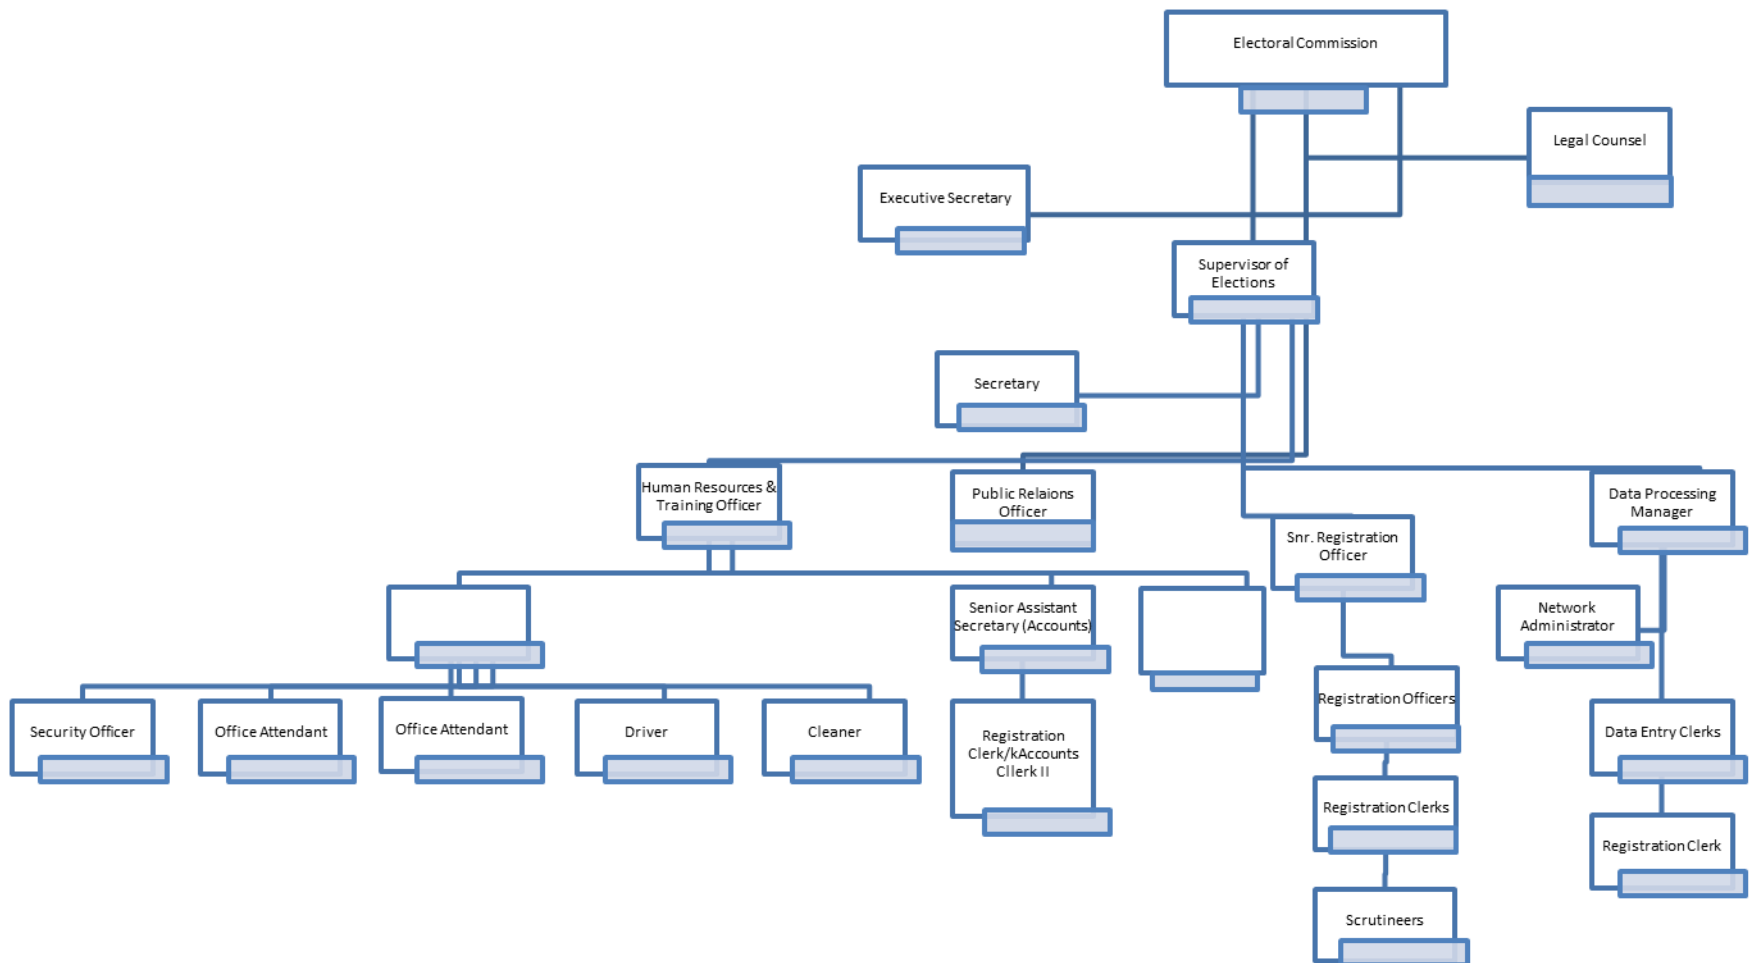 Electoral Commission
Legal Counsel
Executive Secretary
Supervisor of
Elections
Secretary
Human Resources &
Training Officer
Public Relaions
Officer
Data Processing
Manager
Snr. Registration
Officer
Senior Assistant
Secretary (Accounts)
Network
Administrator
Registration Officers
Security Officer
Office Attendant
Office Attendant
Driver
Cleaner
Registration
Clerk/kAccounts
Cllerk II
Data Entry Clerks
Registration Clerks
Registration Clerk
Scrutineers